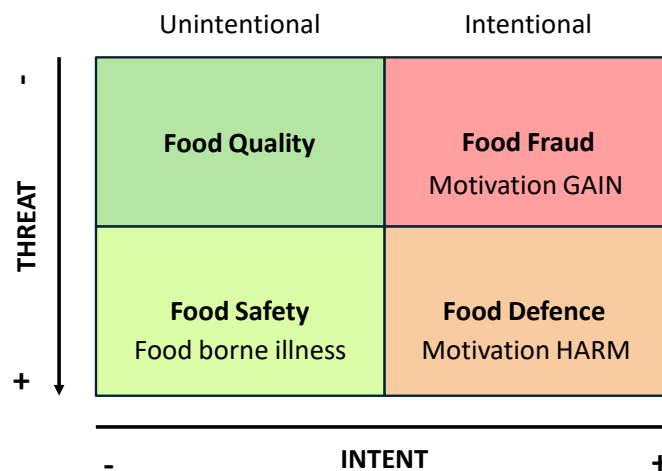 Unintentional
Intentional
-
THREAT
+
Food Quality
Food Fraud
Motivation GAIN
Food Safety
Food borne illness
Food Defence
Motivation HARM
-
INTENT
+